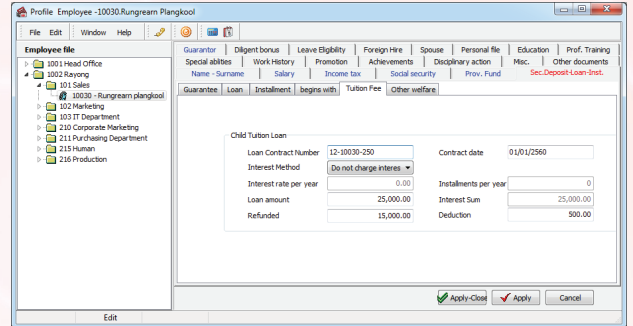 Profile Employee -10030.Rungrearn Plangkool
File Edit Window Help
Employee file
1001 Head Office
1002 Rayong
101 Sales
10030 - Rungrearn plangkool
102 Marketing
103 IT Department
210 Corporate Marketing
211 Purchasing Department
215 Human
216 Production
Guarantor Diligent bonus Leave Eligibility Foreign Hire Spouse Personal file Education Prof. Training
Special ablities Work History Promotion Achievements Disciplinary action Misc. Other documents
Name - Surname Salary Income tax Social security Prov. Fund Sec.Deposit-Loan-Inst.
Guarantee Loan Installment begins with Tuition Fee Other welfare
Child Tuition Loan
Loan Contract Number 12-10030-250 Contract date 01/01/2560
Interest Method Do not charge interes
Interest rate per year 0.00 Installments per year 0
Loan amount 25,000.00 Interest Sum 25,000.00
Refunded 15,000.00 Deduction 500.00
Apply-Close Apply Cancel
Edit